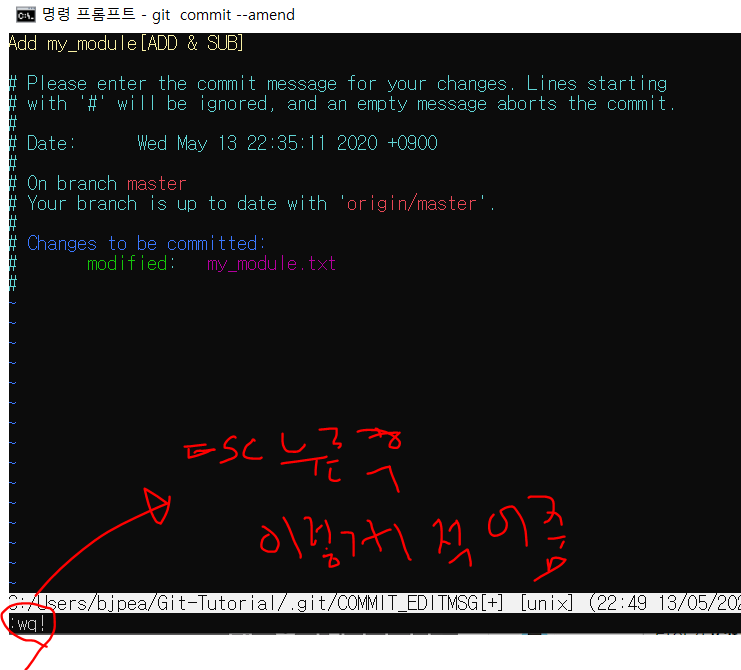 명령 프롬프트 - git commit --amend
Add my_module[ADD & SUB]
# Please enter the commit message for your changes. Lines starting
# with '#' will be ignored, and an empty message aborts the commit.
#
# Date: Wed May 13 22:35:11 2020 +0900
#
# On branch master
# Your branch is up to date with 'origin/master'.
#
# Changes to be committed:
# modified: my_module.txt
#
~
~
~
~
~
~
~
ESC 누른 후
~
~
~
이렇게 적어줌
~
~
~
~
C:/Users/bjpea/Git-Tutorial/.git/COMMIT_EDITMSG[+] [unix] (22:49 13/05/202
:wq!